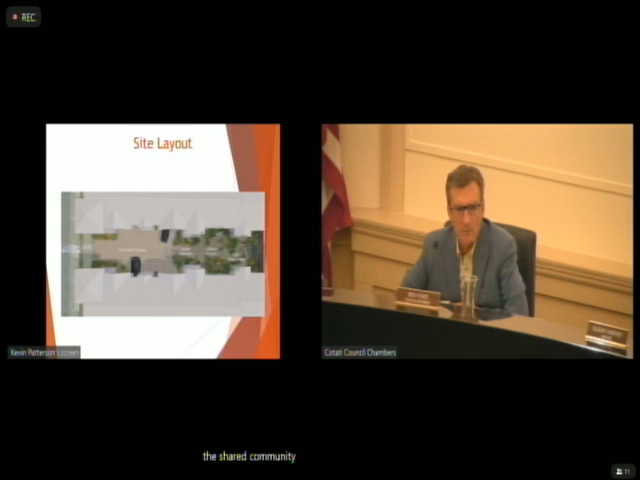 REC
Site Layout
Kevin Patterson's screen
Cotati Council Chambers
the shared community
11